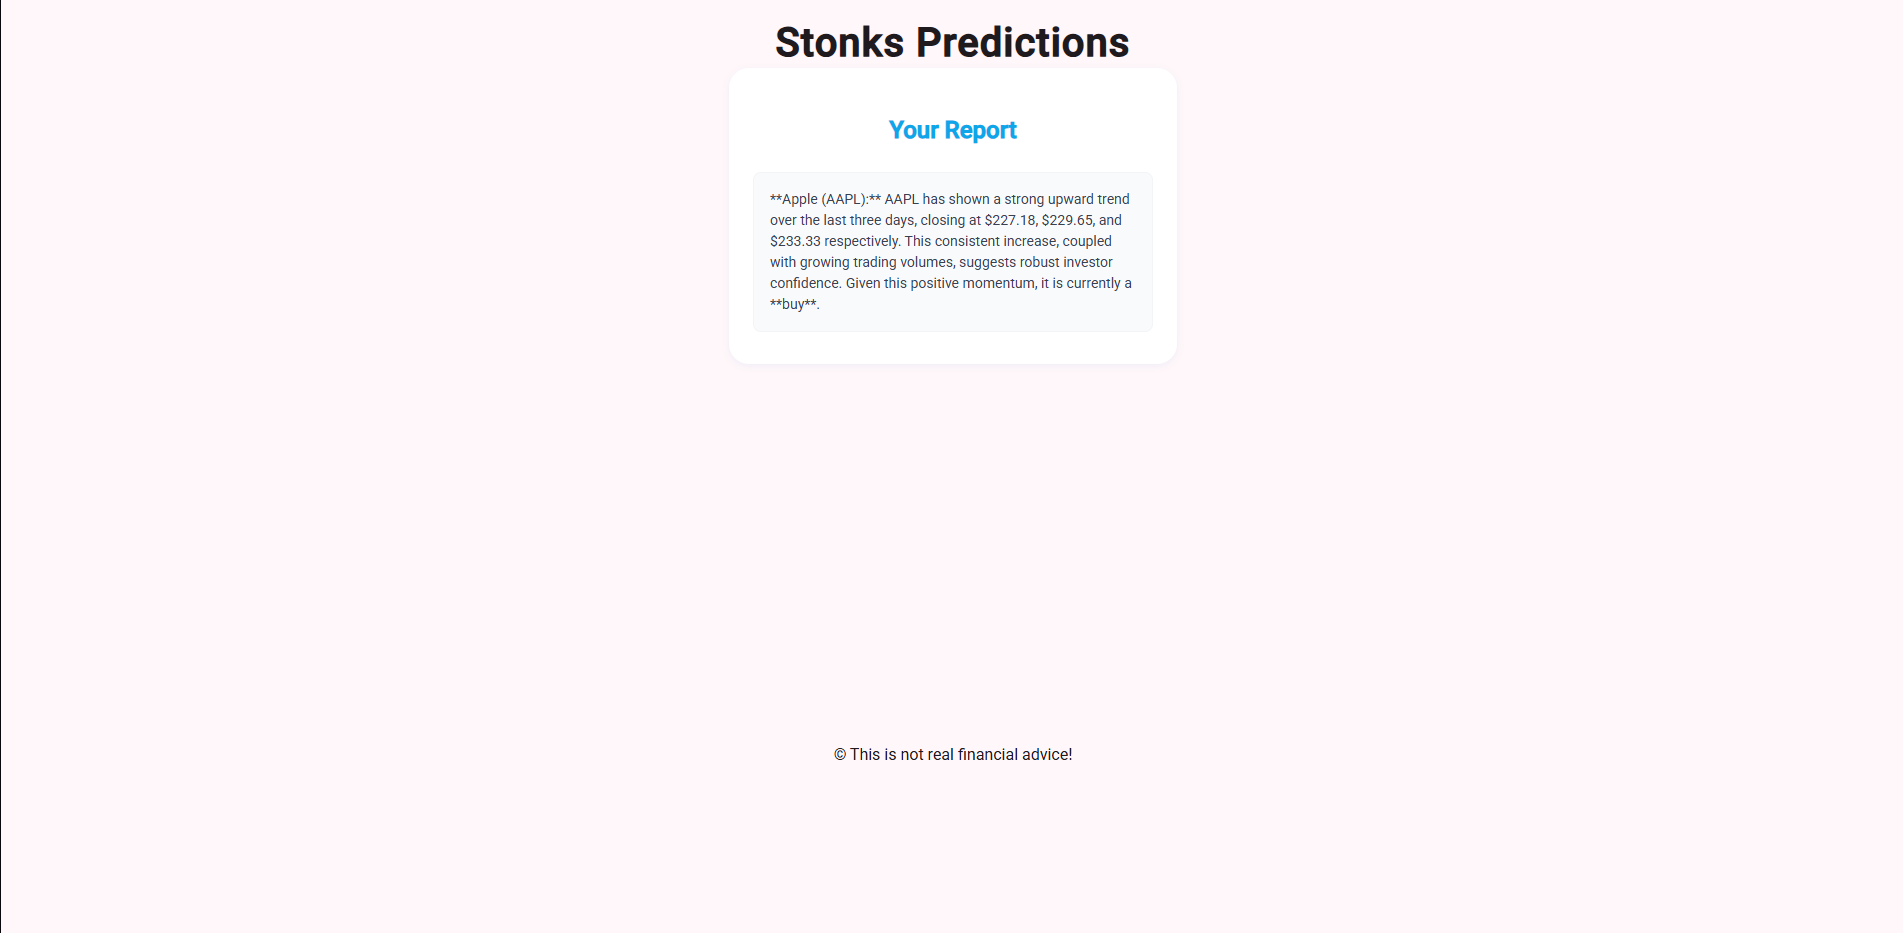 Stonks Predictions
Your Report
**Apple (AAPL):** AAPL has shown a strong upward trend
over the last three days, closing at $227.18, $229.65, and
$233.33 respectively. This consistent increase, coupled
with growing trading volumes, suggests robust investor
confidence. Given this positive momentum, it is currently a
**buy**.
© This is not real financial advice!